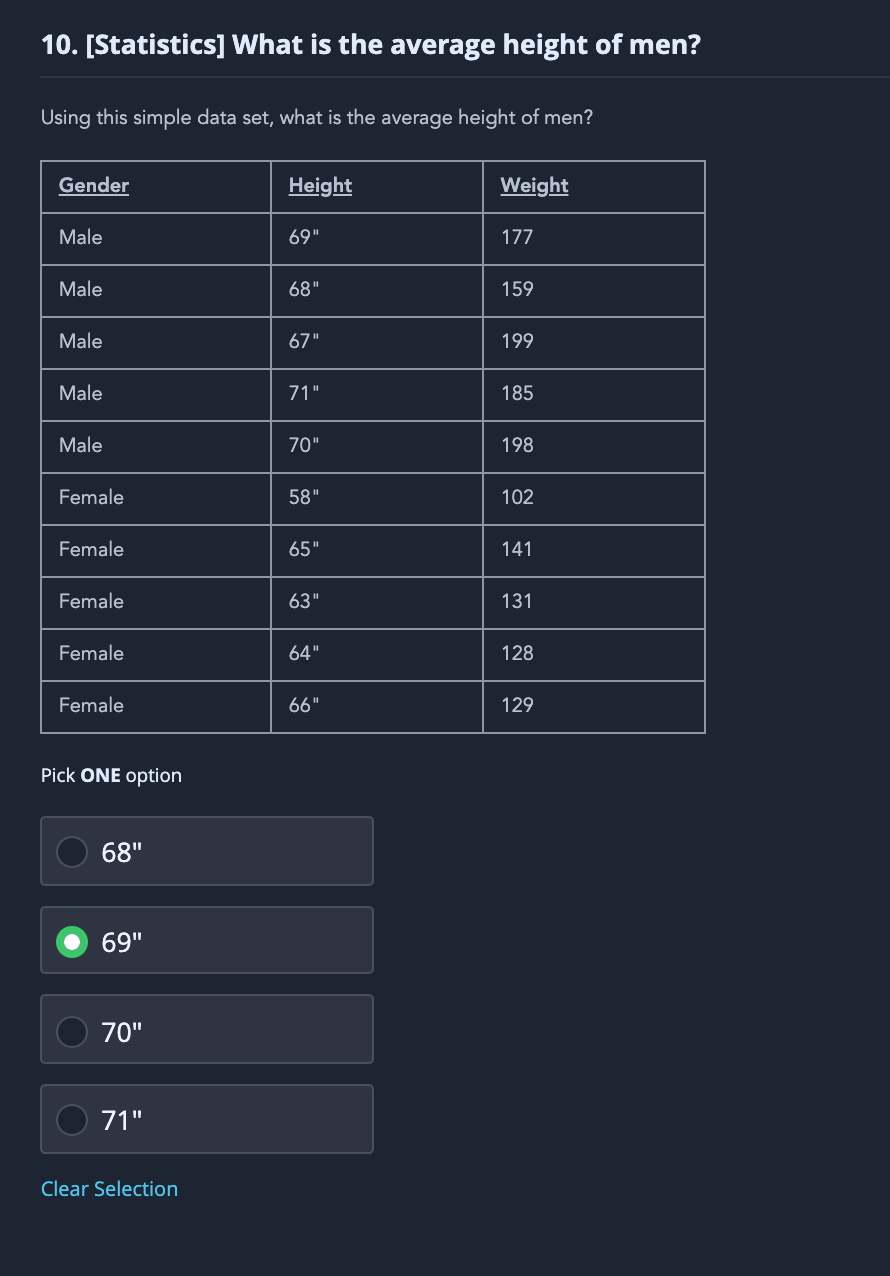 10. [Statistics] What is the average height of men?
Using this simple data set, what is the average height of men?
Gender Height Weight
Male 69" 177
Male 68" 159
Male 67" 199
Male 71" 185
Male 70" 198
Female 58" 102
Female 65" 141
Female 63" 131
Female 64" 128
Female 66" 129
Pick ONE option
68"
69"
70"
71"
Clear Selection